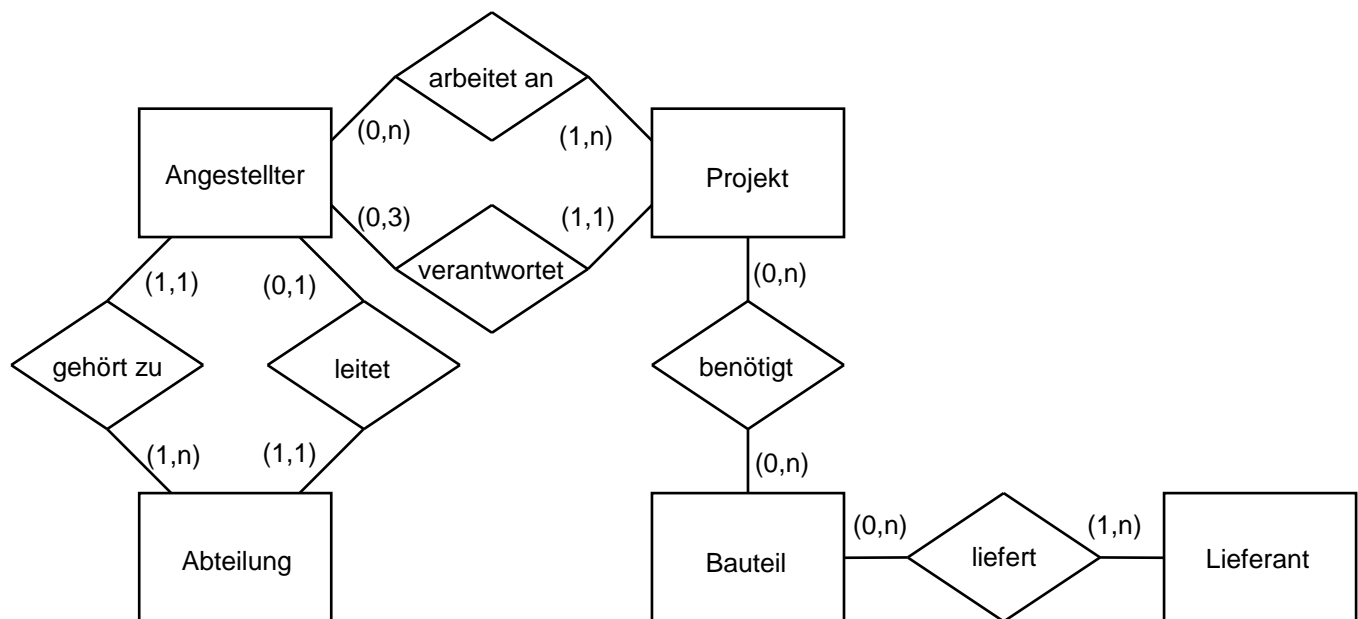 arbeitet an
(0,n)
(1,n)
Angestellter
Projekt
(0,3)
(1,1)
verantwortet
(1,1)
(0,1)
(0,n)
gehört zu
leitet
benötigt
(1,n)
(1,1)
(0,n)
Abteilung
Bauteil
(0,n)
liefert
(1,n)
Lieferant